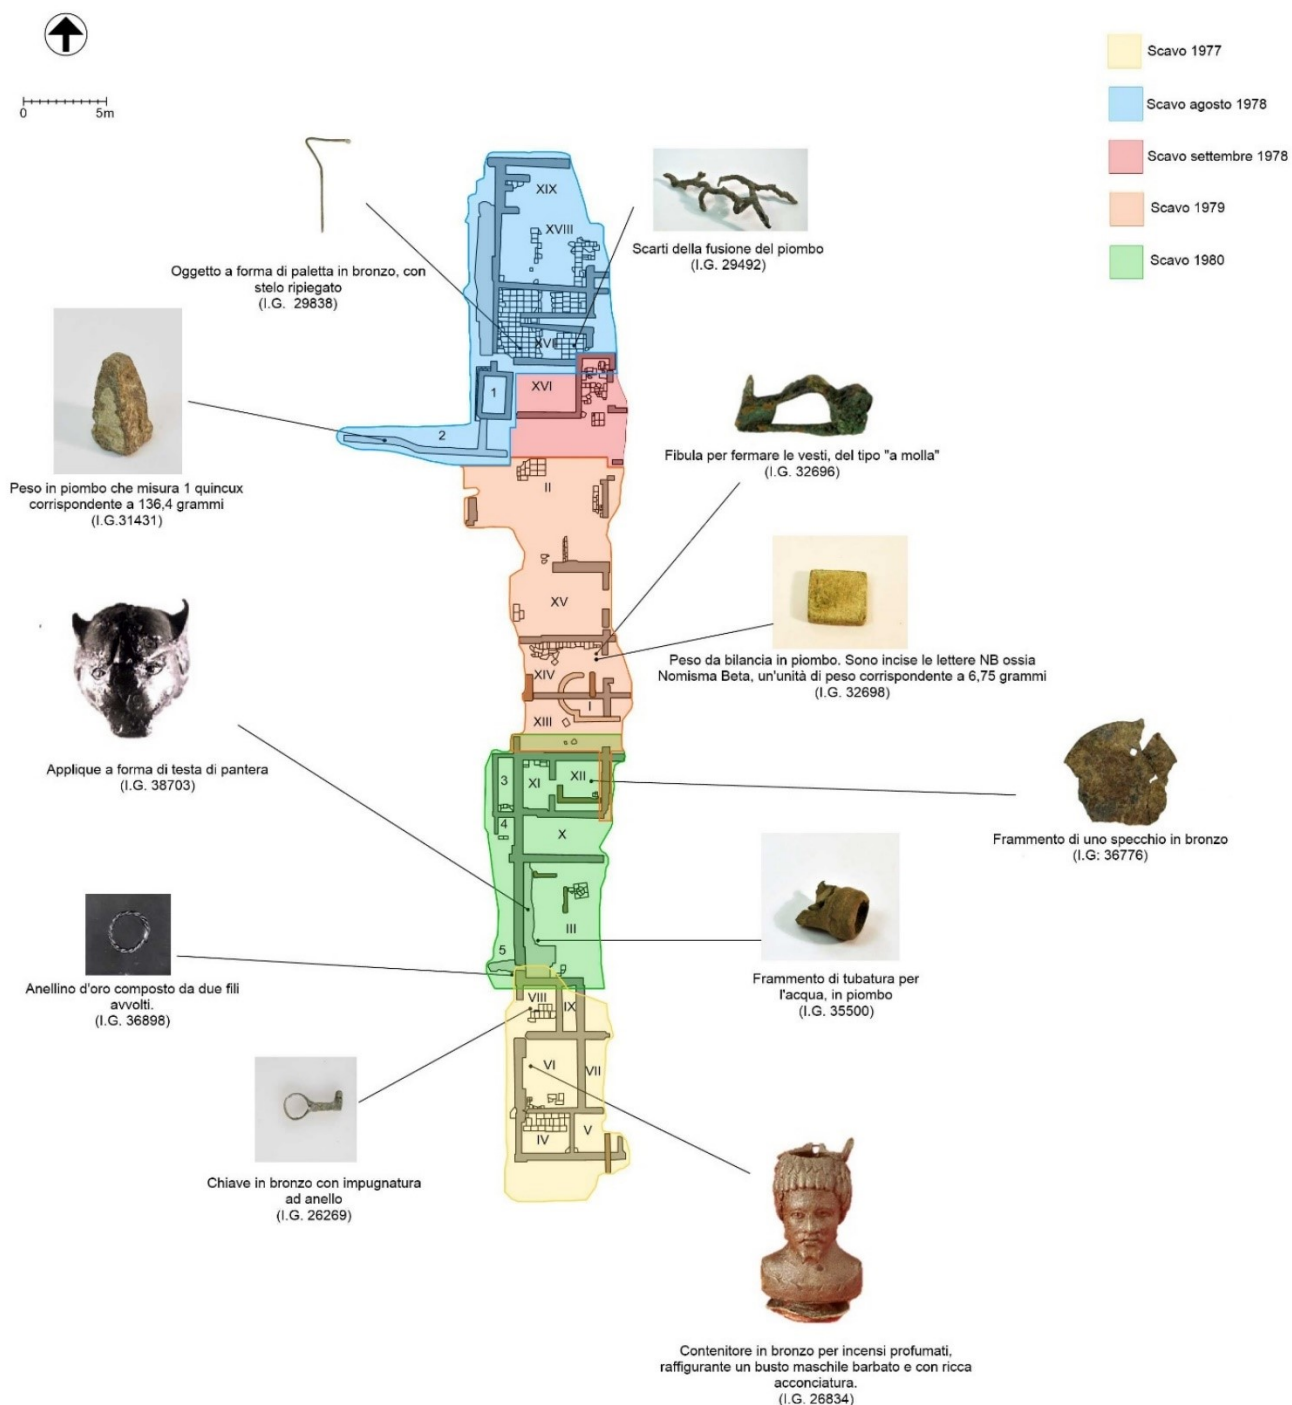 0 5m
Scavo 1977
Scavo agosto 1978
Scavo settembre 1978
Scavo 1979
Scavo 1980
Oggetto a forma di paletta in bronzo, con
stelo ripiegato
(I.G. 29838)
Scarti della fusione del piombo
(I.G. 29492)
Peso in piombo che misura 1 quincux
corrispondente a 136,4 grammi
(I.G.31431)
Fibula per fermare le vesti, del tipo "a molla"
(I.G. 32696)
Peso da bilancia in piombo. Sono incise le lettere NB ossia
Nomisma Beta, un'unità di peso corrispondente a 6,75 grammi
(I.G. 32698)
Applique a forma di testa di pantera
(I.G. 38703)
Frammento di uno specchio in bronzo
(I.G: 36776)
Anellino d'oro composto da due fili
avvolti.
(I.G. 36898)
Frammento di tubatura per
l'acqua, in piombo
(I.G. 35500)
Chiave in bronzo con impugnatura
ad anello
(I.G. 26269)
Contenitore in bronzo per incensi profumati,
raffigurante un busto maschile barbato e con ricca
acconciatura.
(I.G. 26834)
XIX
XVIII
XVII
1
XVI
2
II
XV
XIV
I
XIII
3
XI
XII
4
X
III
5
VIII
IX
VI
VII
IV
V